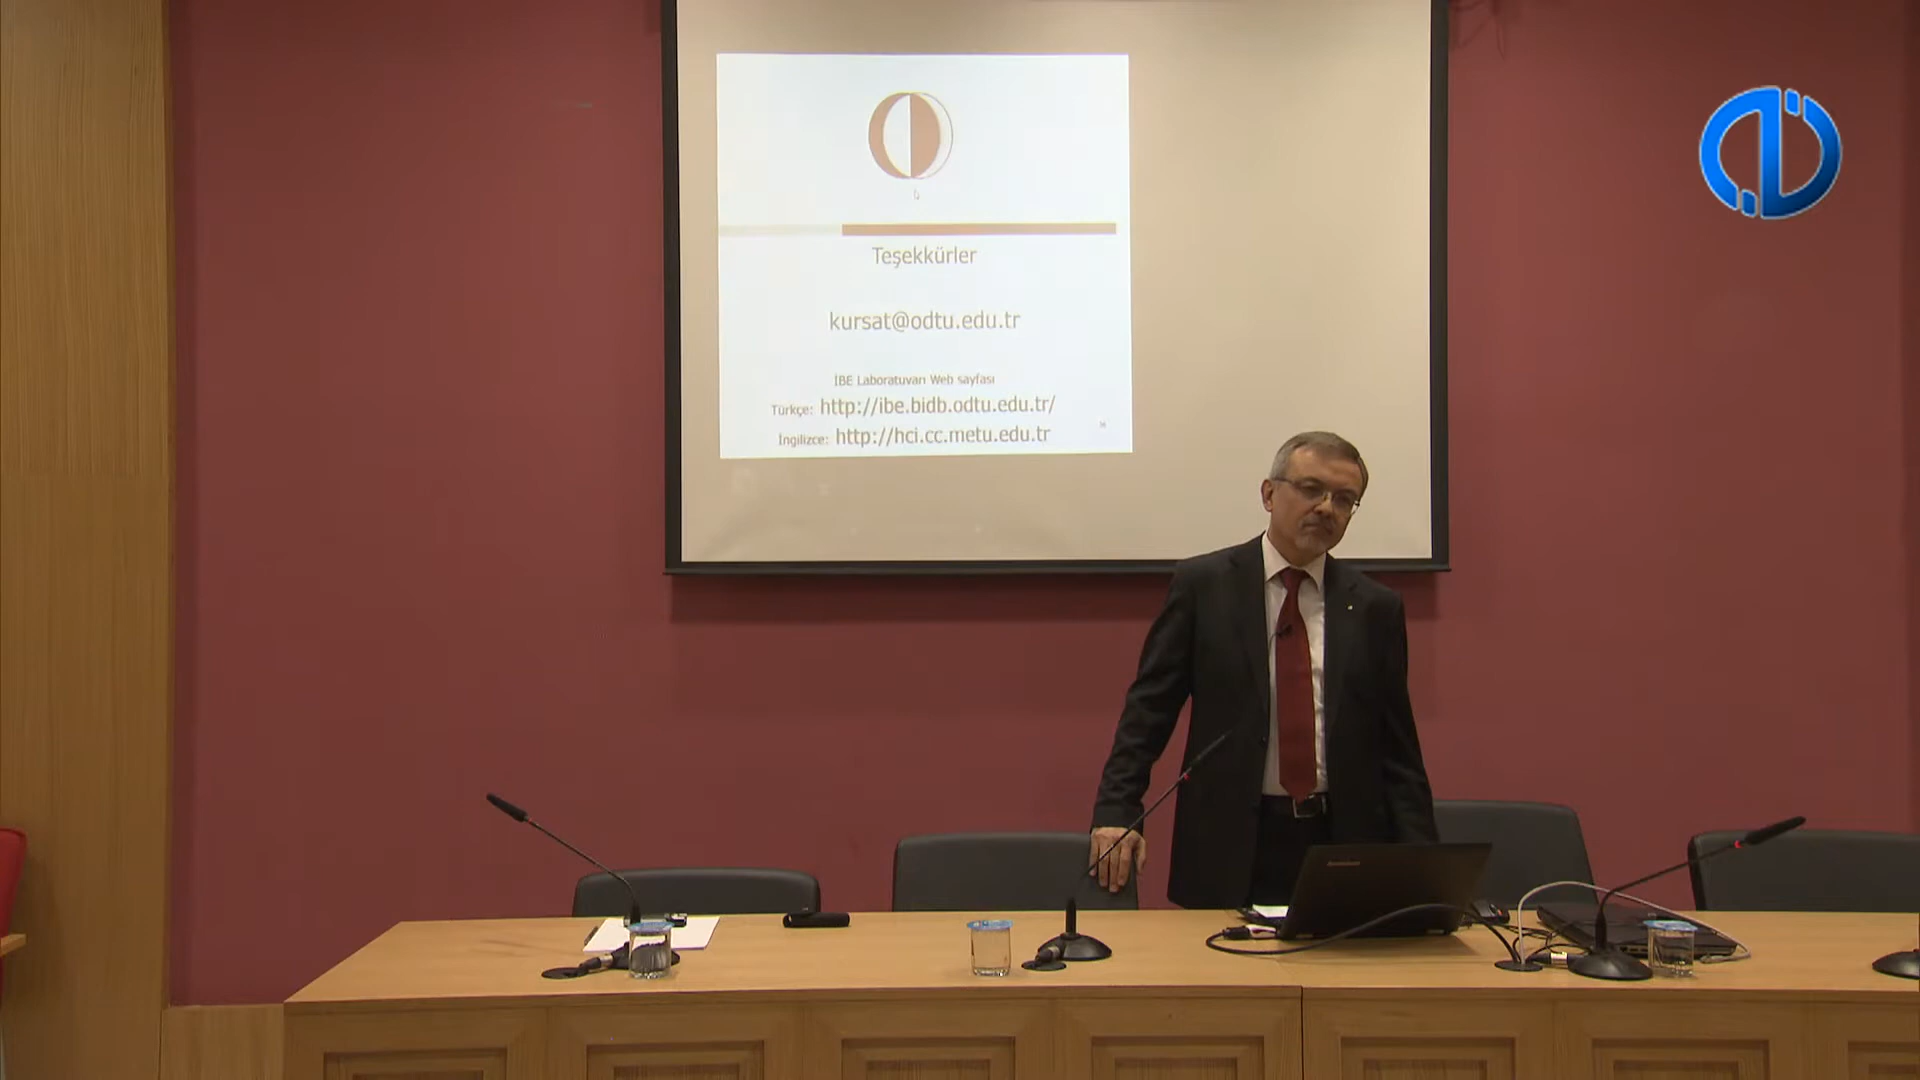 Teşekkürler
kursat@odtu.edu.tr
İBE Laboratuvarı Web sayfası
Türkçe: http://ibe.bidb.odtu.edu.tr/
İngilizce: http://hci.cc.metu.edu.tr